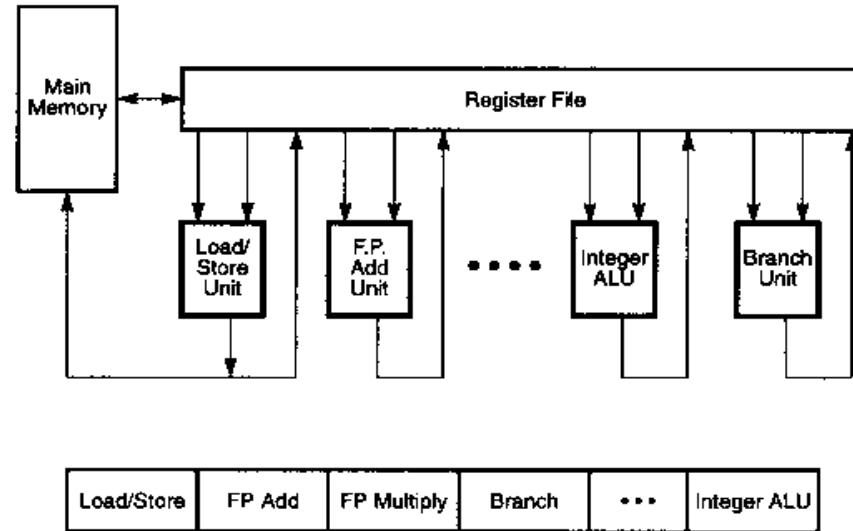 Main
Memory
Register File
Load/
Store
Unit
F.P.
Add
Unit
Integer
ALU
Branch
Unit
Load/Store FP Add FP Multiply Branch ••• Integer ALU